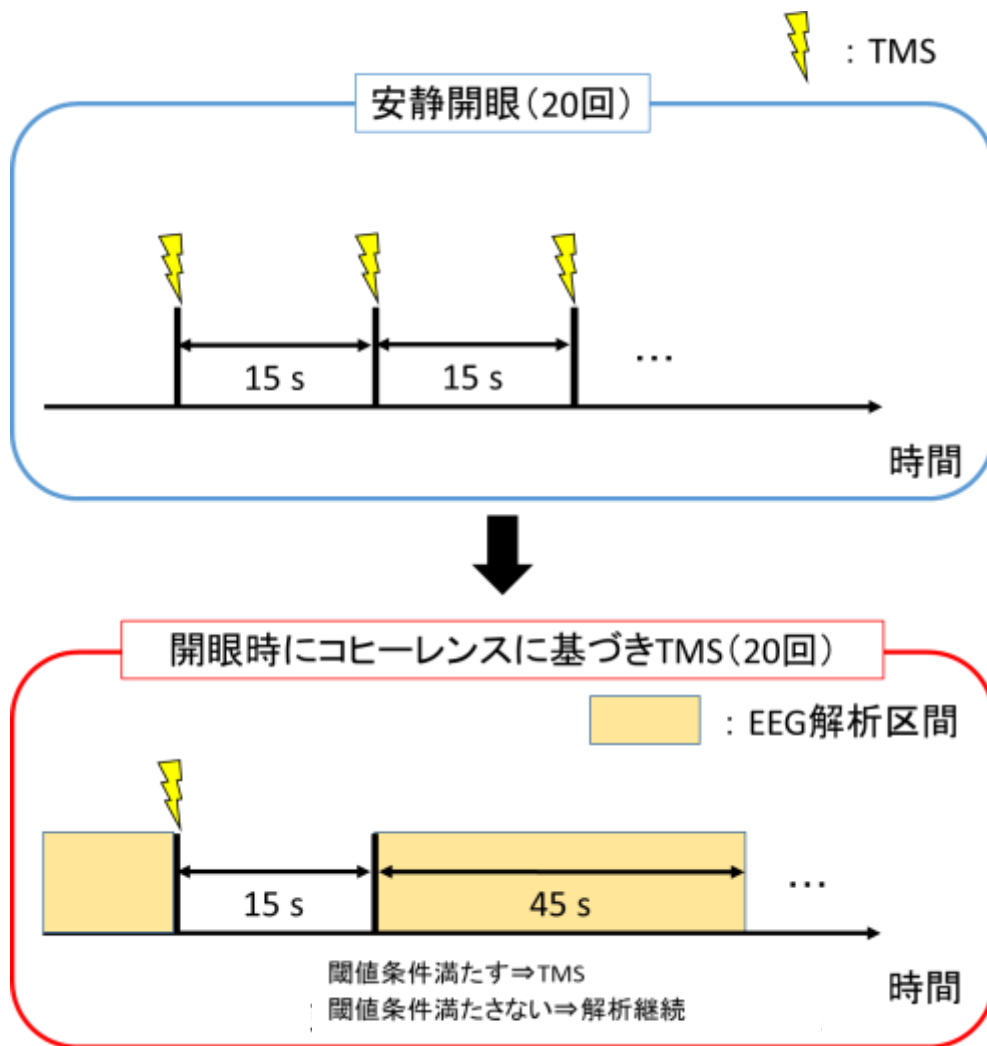 ：TMS
安静開眼（20回）
15 s
15 s
…
時間
開眼時にコヒーレンスに基づきTMS（20回）
：EEG解析区間
15 s
45 s
…
閾値条件満たす⇒TMS
閾値条件満たさない⇒解析継続
時間